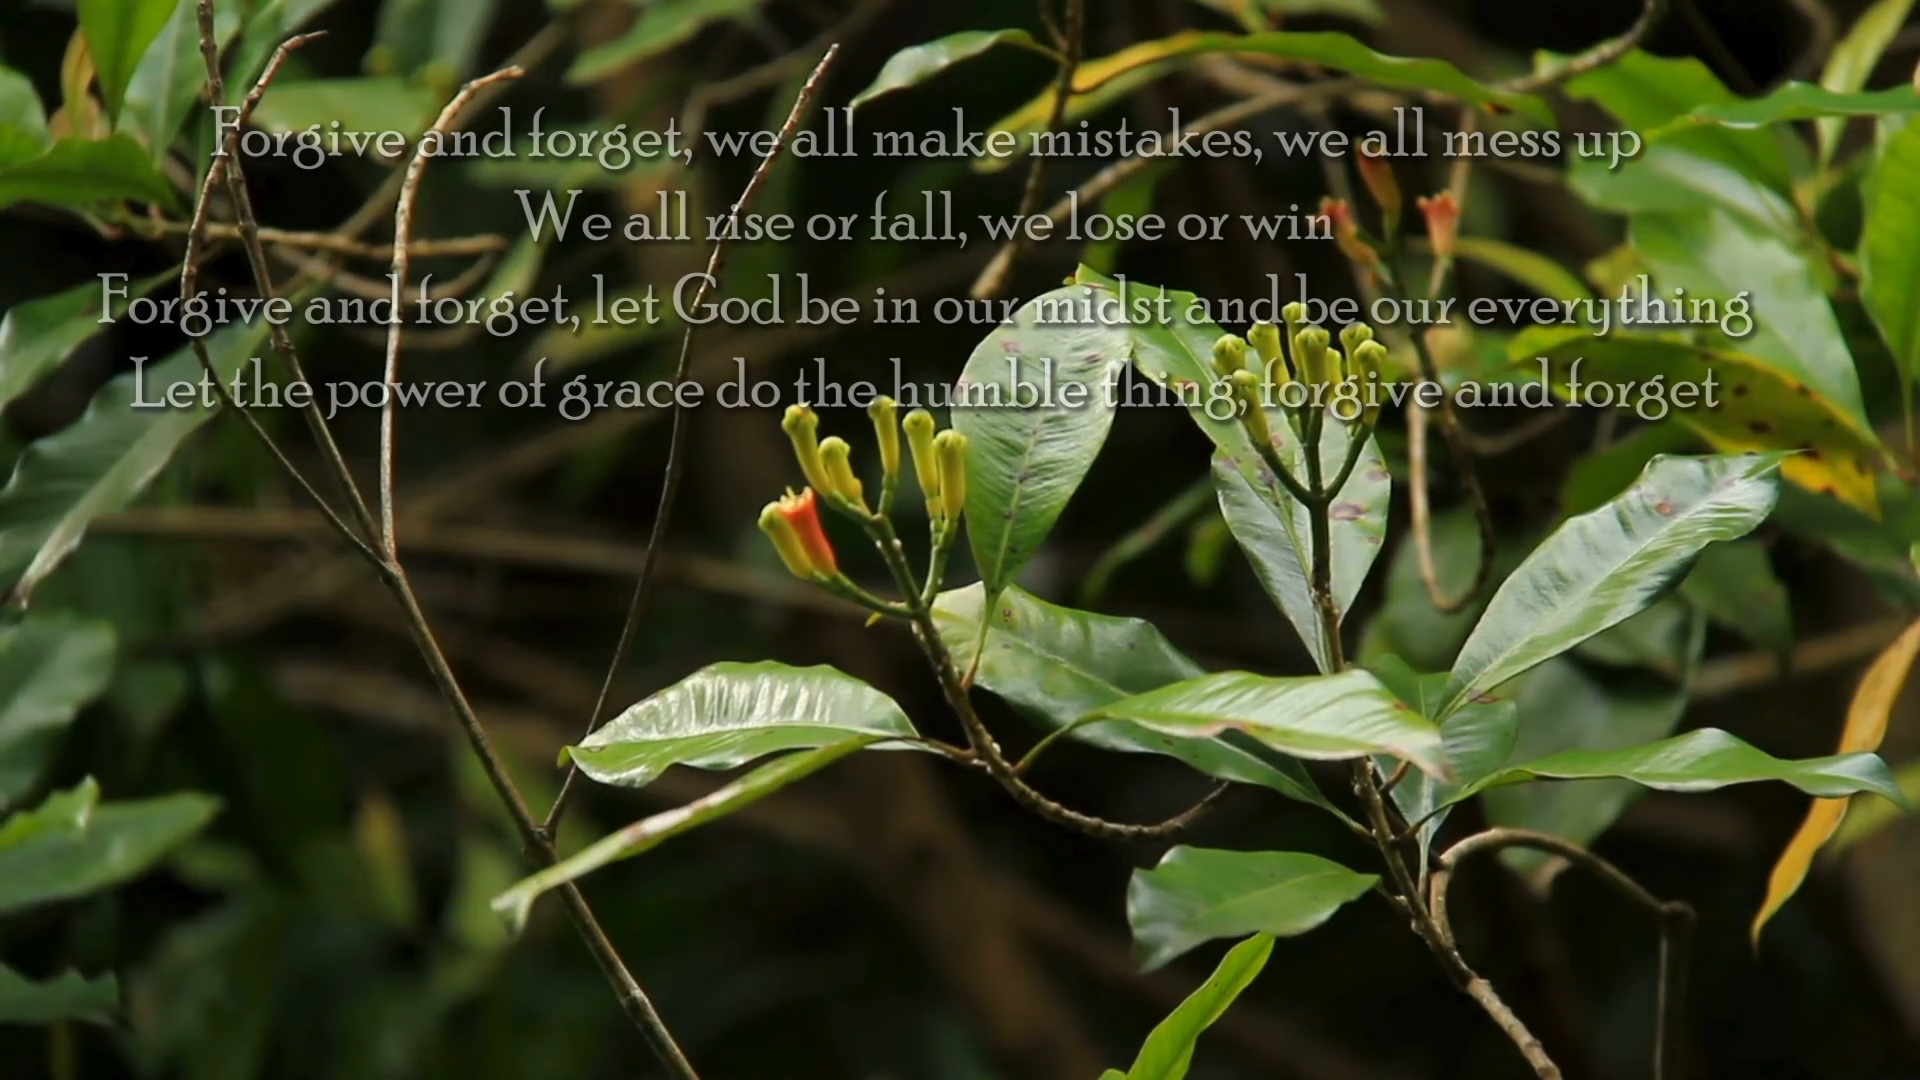 Forgive and forget, we all make mistakes, we all mess up
We all rise or fall, we lose or win
Forgive and forget, let God be in our midst and be our everything
Let the power of grace do the humble thing, forgive and forget